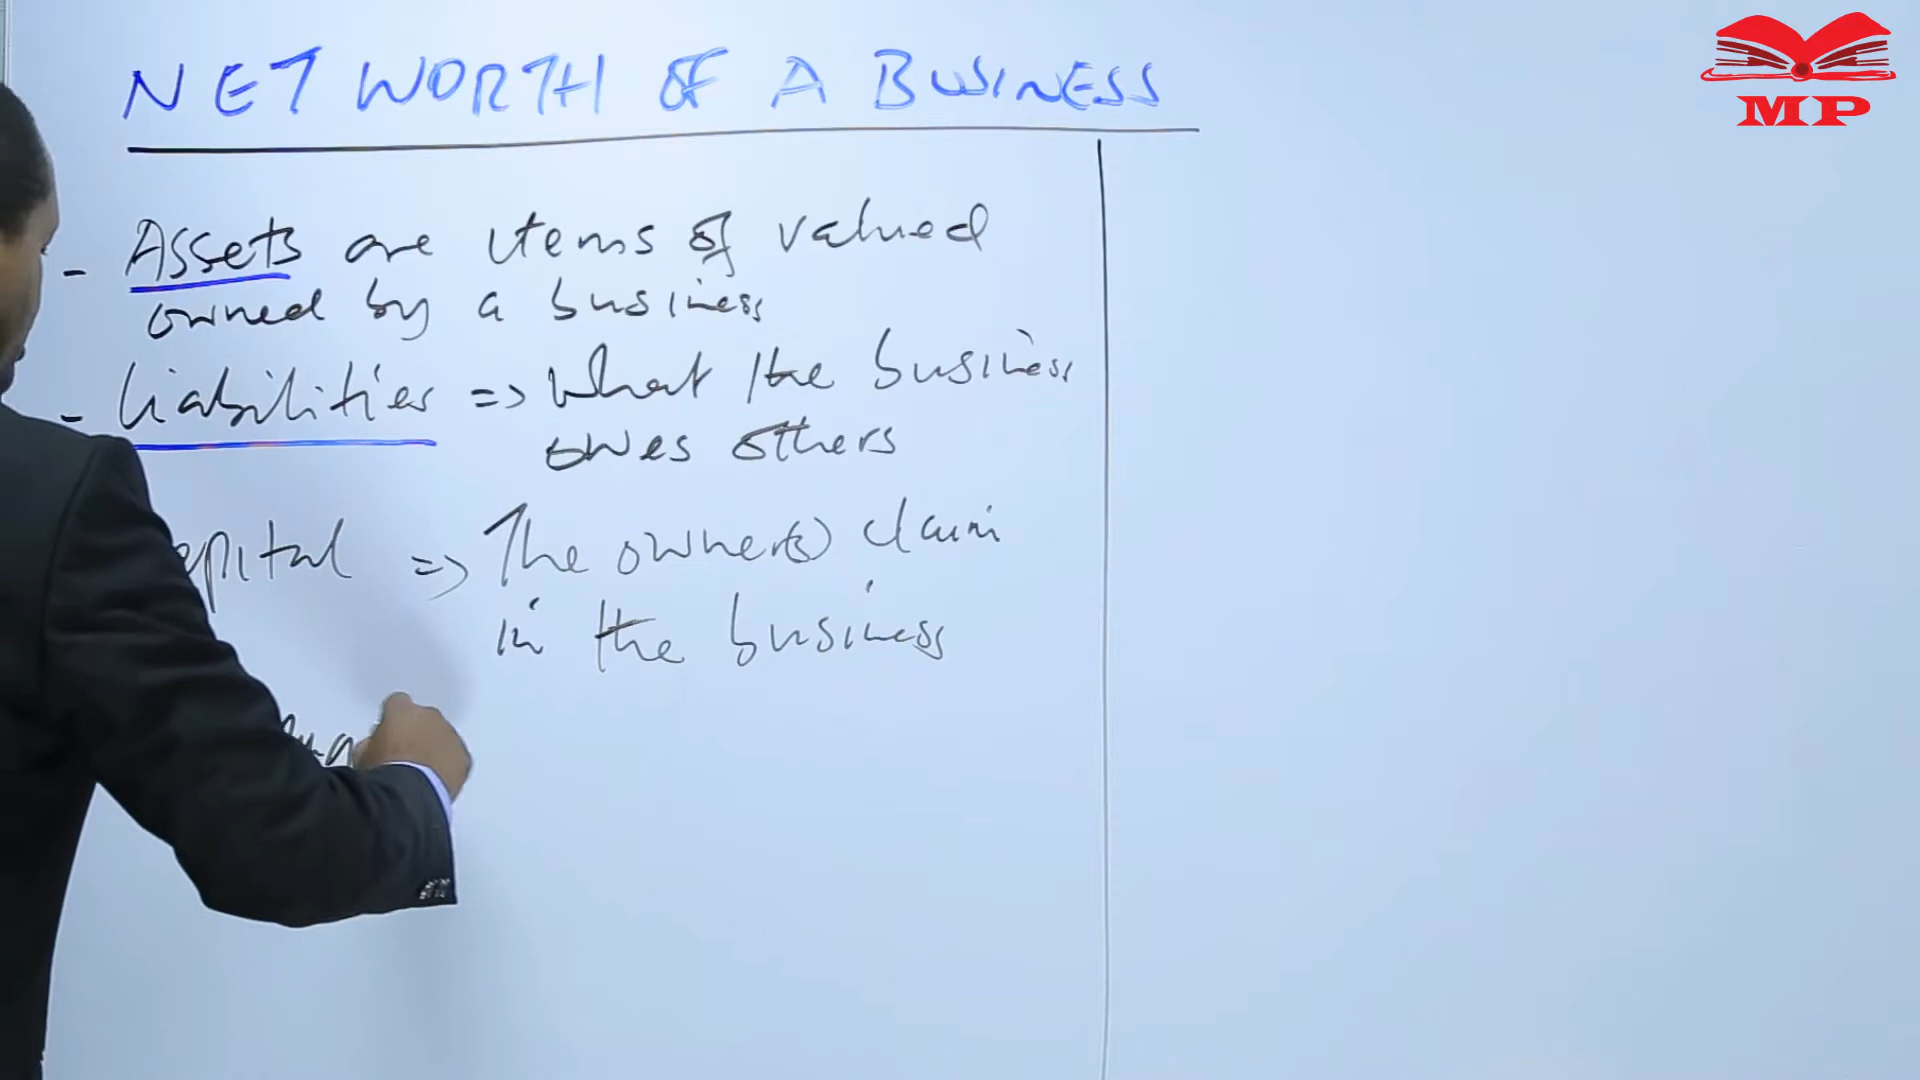 NET WORTH OF A BUSINESS
MP
- Assets are items of valued
owned by a business
- Liabilities => What the business
owes others
apital => The owner(s) claim
in the business